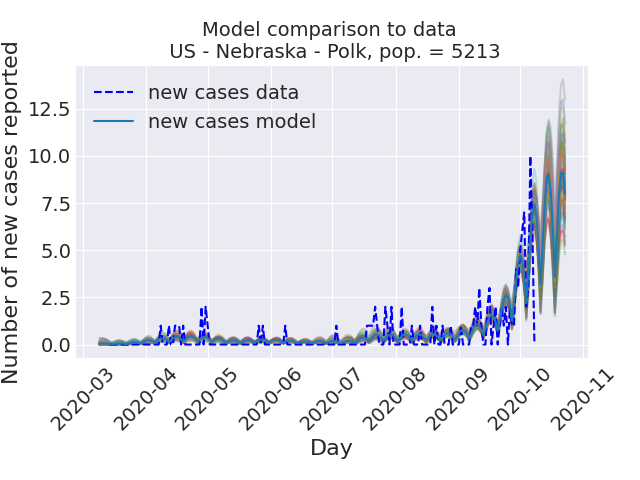 Model comparison to data
US - Nebraska - Polk, pop. = 5213
Number of new cases reported
new cases data
new cases model
12.5
10.0
7.5
5.0
2.5
0.0
2020-03
2020-04
2020-05
2020-06
2020-07
2020-08
2020-09
2020-10
2020-11
Day